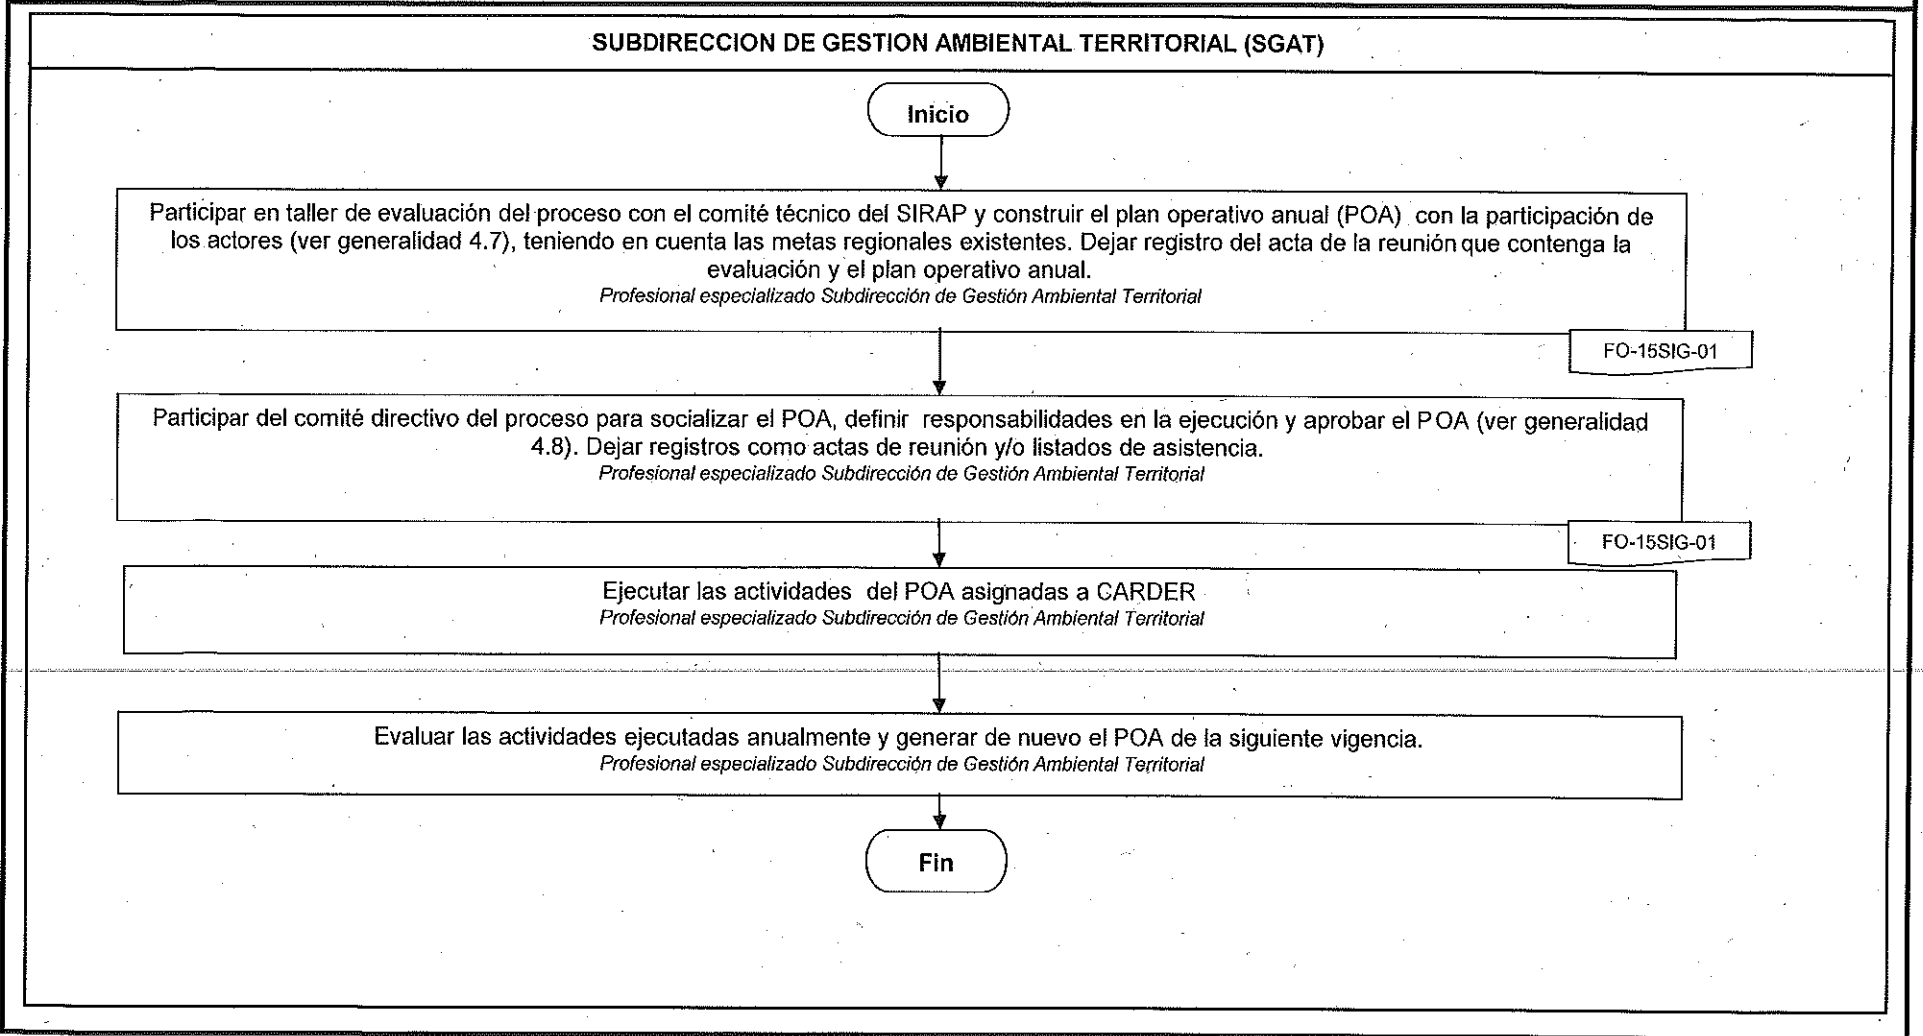 SUBDIRECCION DE GESTION AMBIENTAL TERRITORIAL (SGAT)
Inicio
Participar en taller de evaluación del proceso con el comité técnico del SIRAP y construir el plan operativo anual (POA) con la participación de
los actores (ver generalidad 4.7), teniendo en cuenta las metas regionales existentes. Dejar registro del acta de la reunión que contenga la
evaluación y el plan operativo anual.
Profesional especializado Subdirección de Gestión Ambiental Territorial
FO-15SIG-01
Participar del comité directivo del proceso para socializar el POA, definir responsabilidades en la ejecución y aprobar el POA (ver generalidad
4.8). Dejar registros como actas de reunión y/o listados de asistencia.
Profesional especializado Subdirección de Gestión Ambiental Territorial
FO-15SIG-01
Ejecutar las actividades del POA asignadas a CARDER
Profesional especializado Subdirección de Gestión Ambiental Territorial
Evaluar las actividades ejecutadas anualmente y generar de nuevo el POA de la siguiente vigencia.
Profesional especializado Subdirección de Gestión Ambiental Territorial
Fin